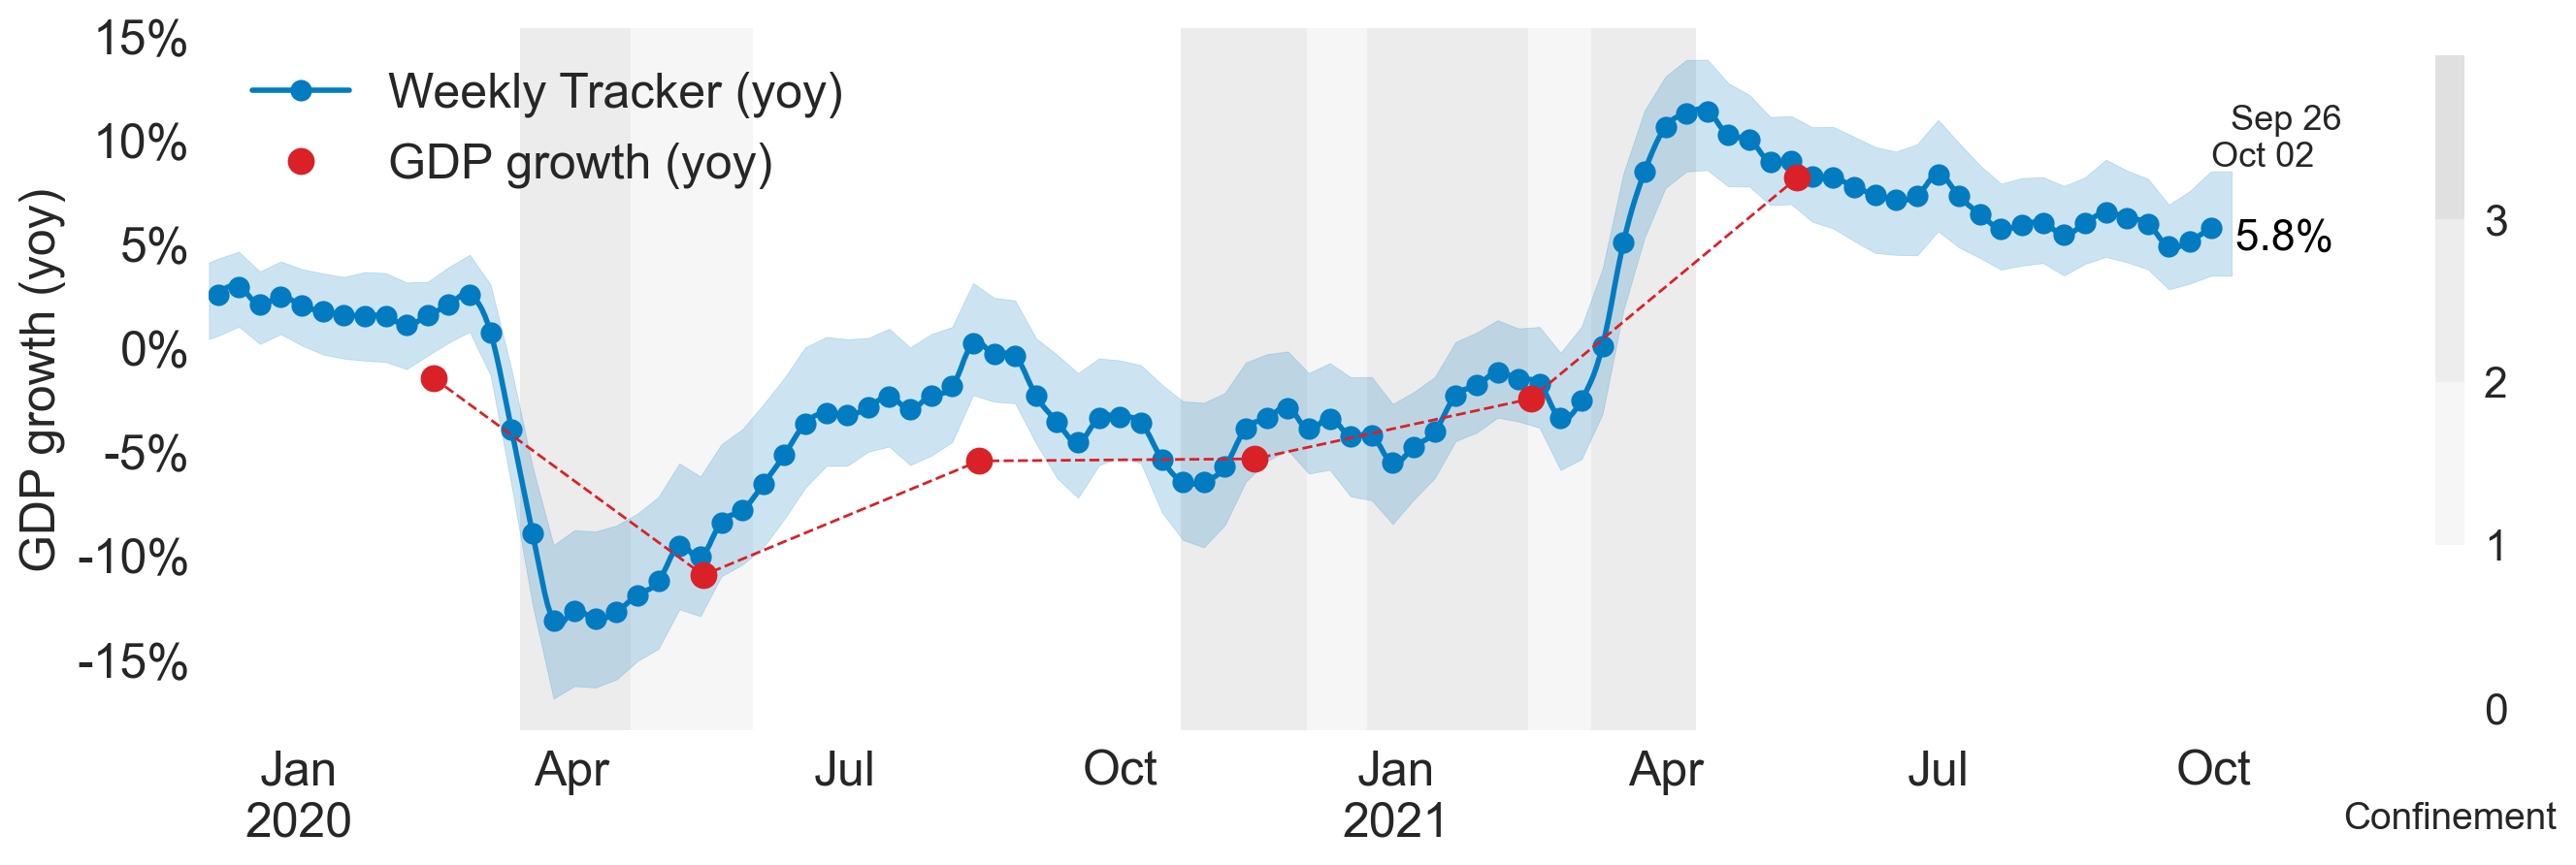 15%
10%
5%
0%
-5%
-10%
-15%
GDP growth (yoy)
Weekly Tracker (yoy)
GDP growth (yoy)
Sep 26
Oct 02
5.8%
3
2
1
0
Confinement
Jan Apr Jul Oct Jan Apr Jul Oct
2020 2021